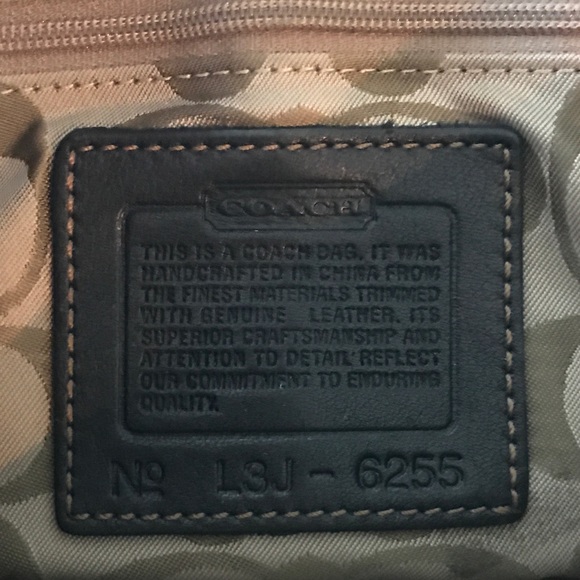 COACH
THIS IS A COACH BAG. IT WAS
HANDCRAFTED IN CHINA FROM
THE FINEST MATERIALS TRIMMED
WITH GENUINE LEATHER. ITS
SUPERIOR CRAFTSMANSHIP AND
ATTENTION TO DETAIL REFLECT
OUR COMMITMENT TO ENDURING
QUALITY.
Nº L3J - 6255